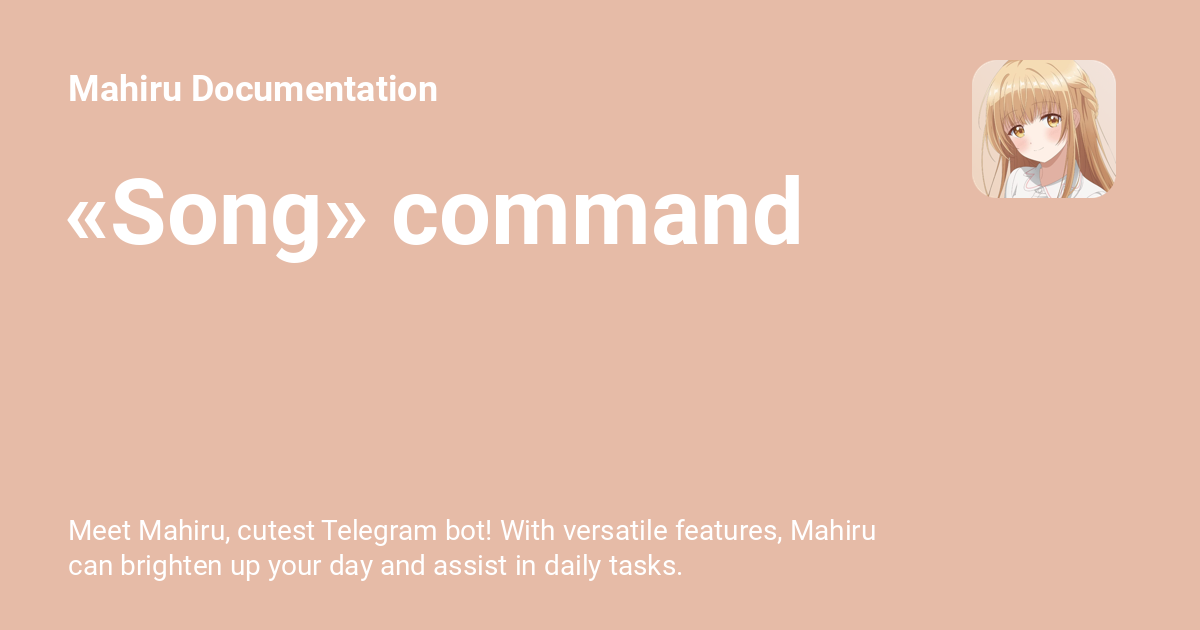 Mahiru Documentation
«Song» command
Meet Mahiru, cutest Telegram bot! With versatile features, Mahiru
can brighten up your day and assist in daily tasks.